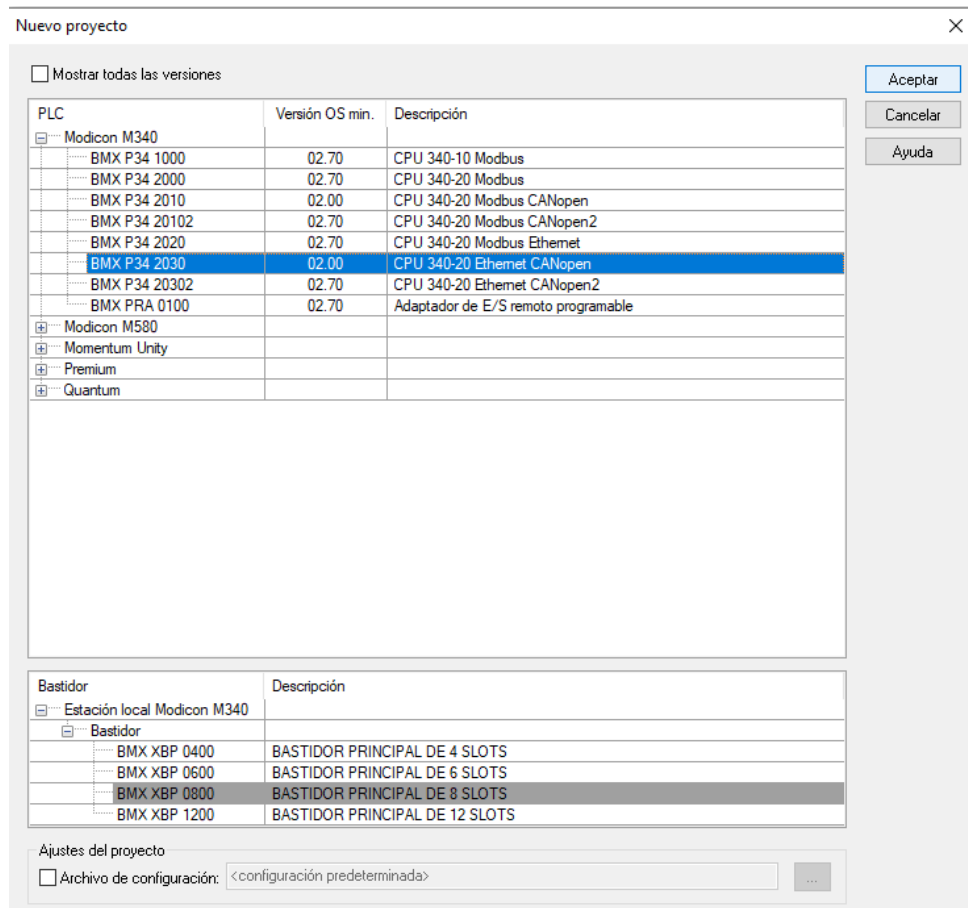 Nuevo proyecto
Mostrar todas las versiones
Aceptar
Cancelar
Ayuda
PLC Versión OS min. Descripción
Modicon M340
BMX P34 1000 02.70 CPU 340-10 Modbus
BMX P34 2000 02.70 CPU 340-20 Modbus
BMX P34 2010 02.00 CPU 340-20 Modbus CANopen
BMX P34 20102 02.70 CPU 340-20 Modbus CANopen2
BMX P34 2020 02.70 CPU 340-20 Modbus Ethernet
BMX P34 2030 02.00 CPU 340-20 Ethernet CANopen
BMX P34 20302 02.70 CPU 340-20 Ethernet CANopen2
BMX PRA 0100 02.70 Adaptador de E/S remoto programable
Modicon M580
Momentum Unity
Premium
Quantum
Bastidor Descripción
Estación local Modicon M340
Bastidor
BMX XBP 0400 BASTIDOR PRINCIPAL DE 4 SLOTS
BMX XBP 0600 BASTIDOR PRINCIPAL DE 6 SLOTS
BMX XBP 0800 BASTIDOR PRINCIPAL DE 8 SLOTS
BMX XBP 1200 BASTIDOR PRINCIPAL DE 12 SLOTS
Ajustes del proyecto
Archivo de configuración: <configuración predeterminada> ...